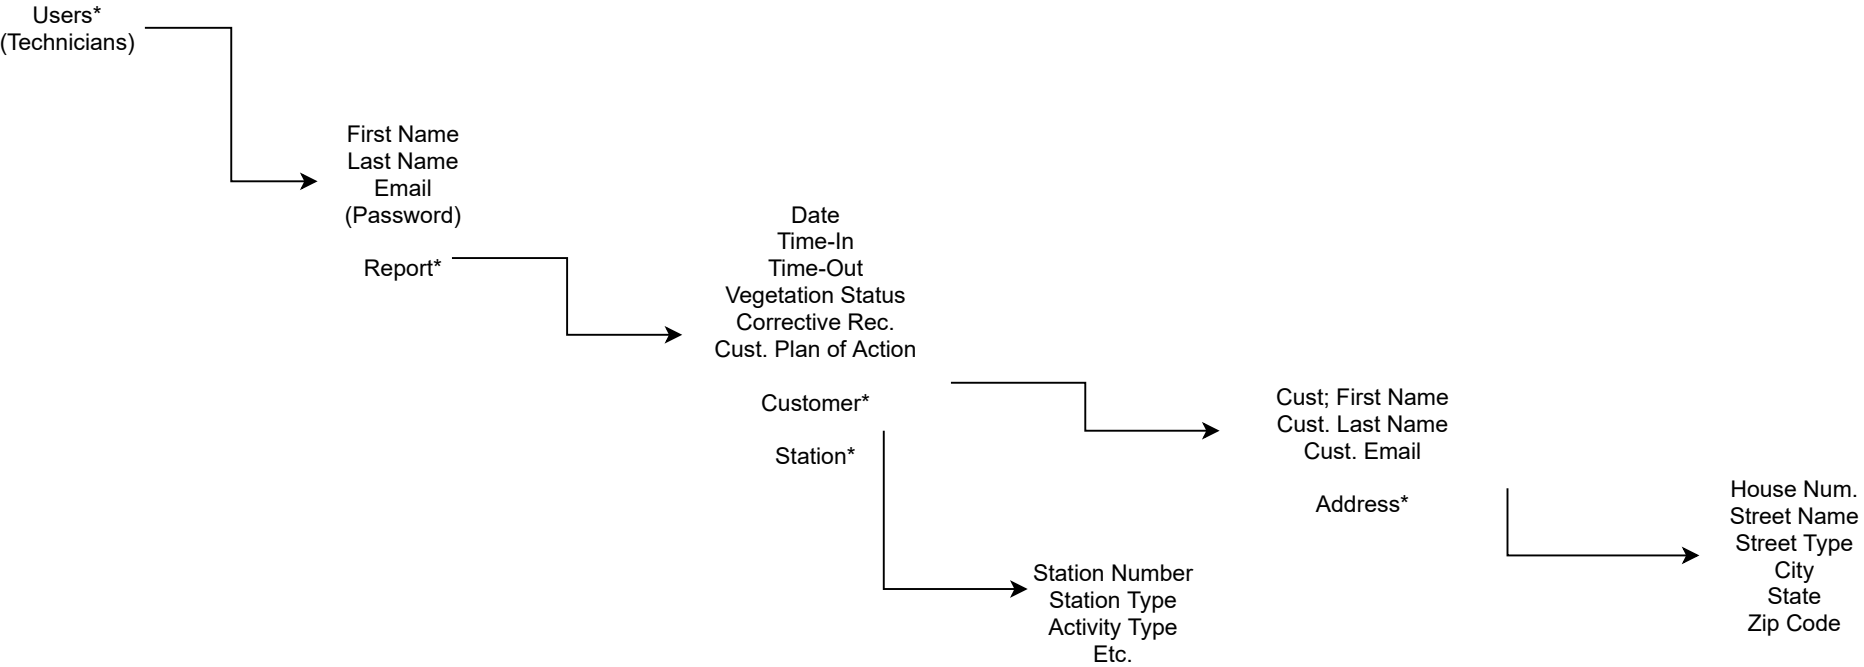 Users*
(Technicians)
First Name
Last Name
Email
(Password)
Report*
Date
Time-In
Time-Out
Vegetation Status
Corrective Rec.
Cust. Plan of Action
Customer*
Station*
Cust; First Name
Cust. Last Name
Cust. Email
Address*
Station Number
Station Type
Activity Type
Etc.
House Num.
Street Name
Street Type
City
State
Zip Code